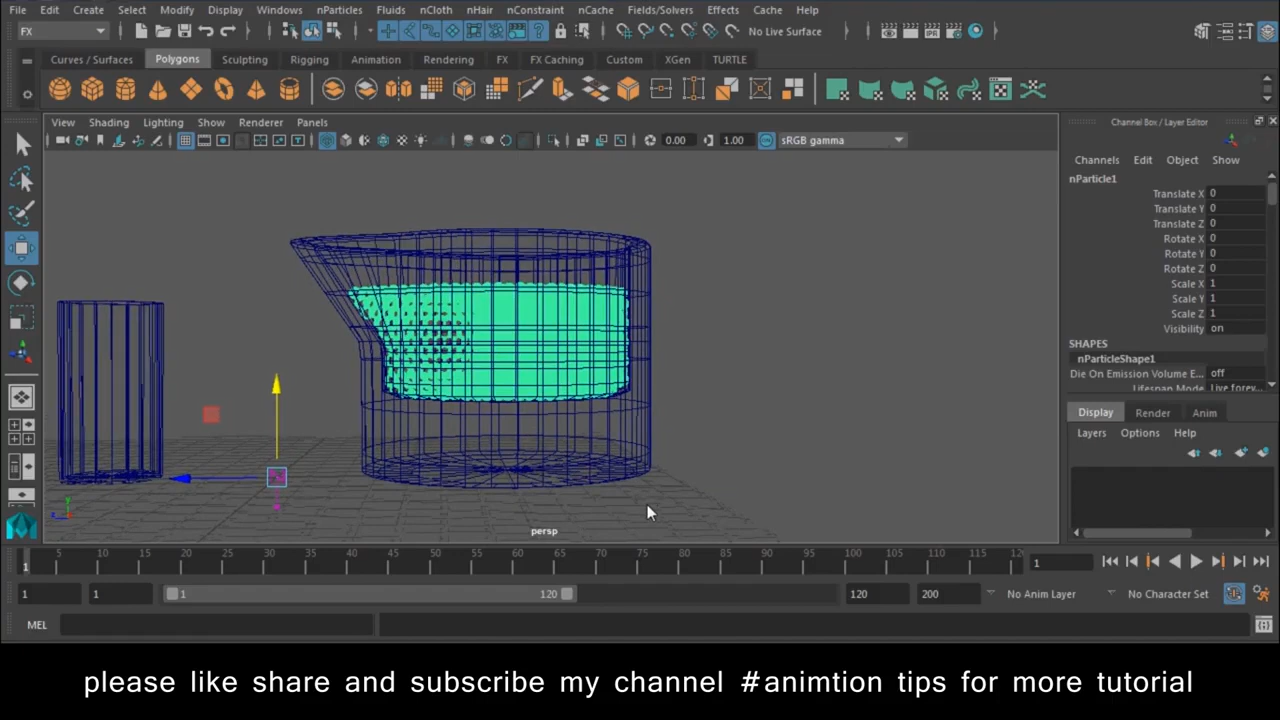 File Edit Create Select Modify Display Windows nParticles Fluids nCloth nHair nConstraint nCache Fields/Solvers Effects Cache Help
FX No Live Surface
Curves / Surfaces Polygons Sculpting Rigging Animation Rendering FX FX Caching Custom XGen TURTLE
View Shading Lighting Show Renderer Panels
0.00 1.00 sRGB gamma
Channel Box / Layer Editor
Channels Edit Object Show
nParticle1
Translate X 0
Translate Y 0
Translate Z 0
Rotate X 0
Rotate Y 0
Rotate Z 0
Scale X 1
Scale Y 1
Scale Z 1
Visibility on
SHAPES
nParticleShape1
Die On Emission Volume E... off
Lifespan Mode Live forev...
Display Render Anim
Layers Options Help
persp
5 10 15 20 25 30 35 40 45 50 55 60 65 70 75 80 85 90 95 100 105 110 115 12
1 1
1 1 1 120 120 200 No Anim Layer No Character Set
MEL
please like share and subscribe my channel #animtion tips for more tutorial